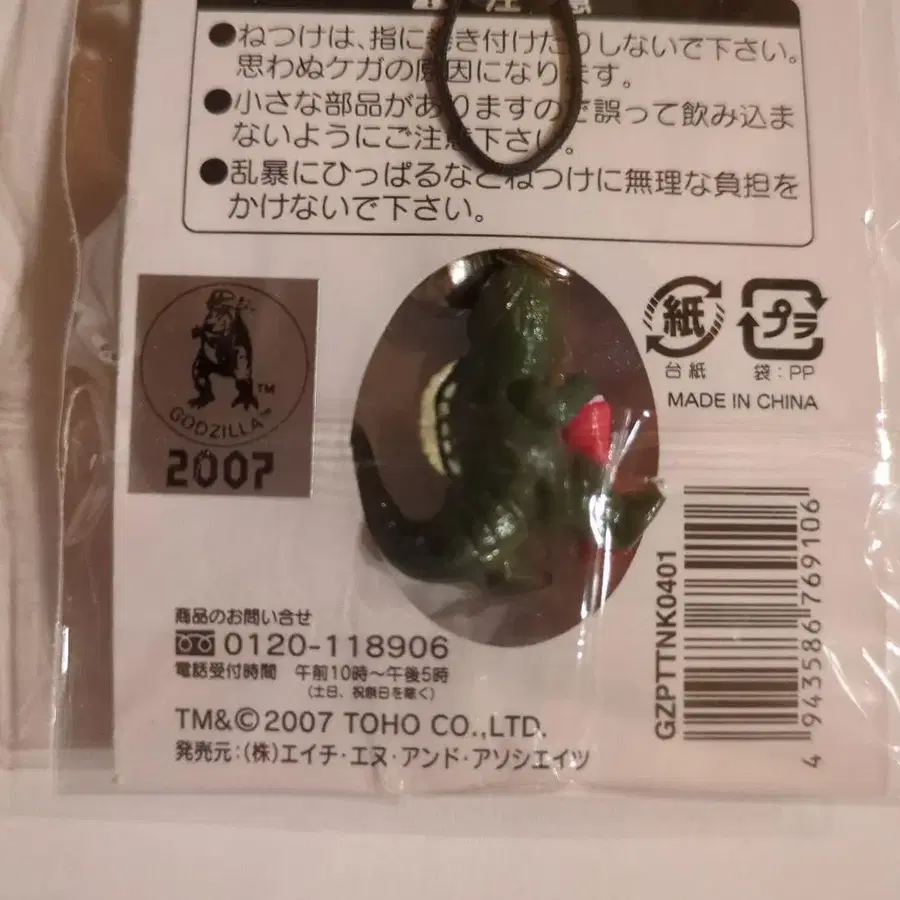 注意
●ねつけは、指に巻き付けたりしないで下さい。
思わぬケガの原因になります。
●小さな部品がありますので誤って飲み込ま
ないようにご注意下さい。
●乱暴にひっぱるなどねつけに無理な負担を
かけないで下さい。
紙
台紙
プラ
袋:PP
MADE IN CHINA
TM
GODZILLA™
2007
GZPTTNK0401
4 943586 769106
商品のお問い合せ
0120-118906
電話受付時間 午前10時～午後5時
(土日、祝祭日を除く)
TM&©2007 TOHO CO.,LTD.
発売元:(株)エイチ・エヌ・アンド・アソシエイツ